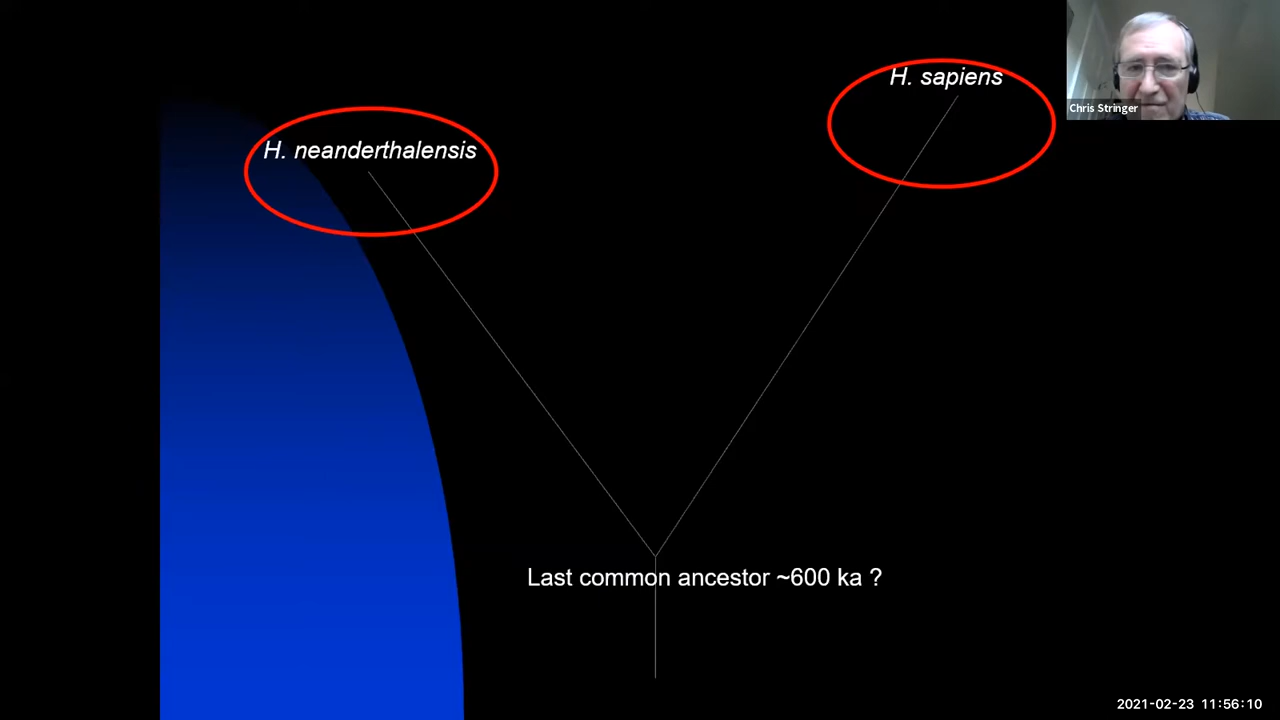 H. sapiens
Chris Stringer
H. neanderthalensis
Last common ancestor ~600 ka ?
2021-02-23 11:56:10